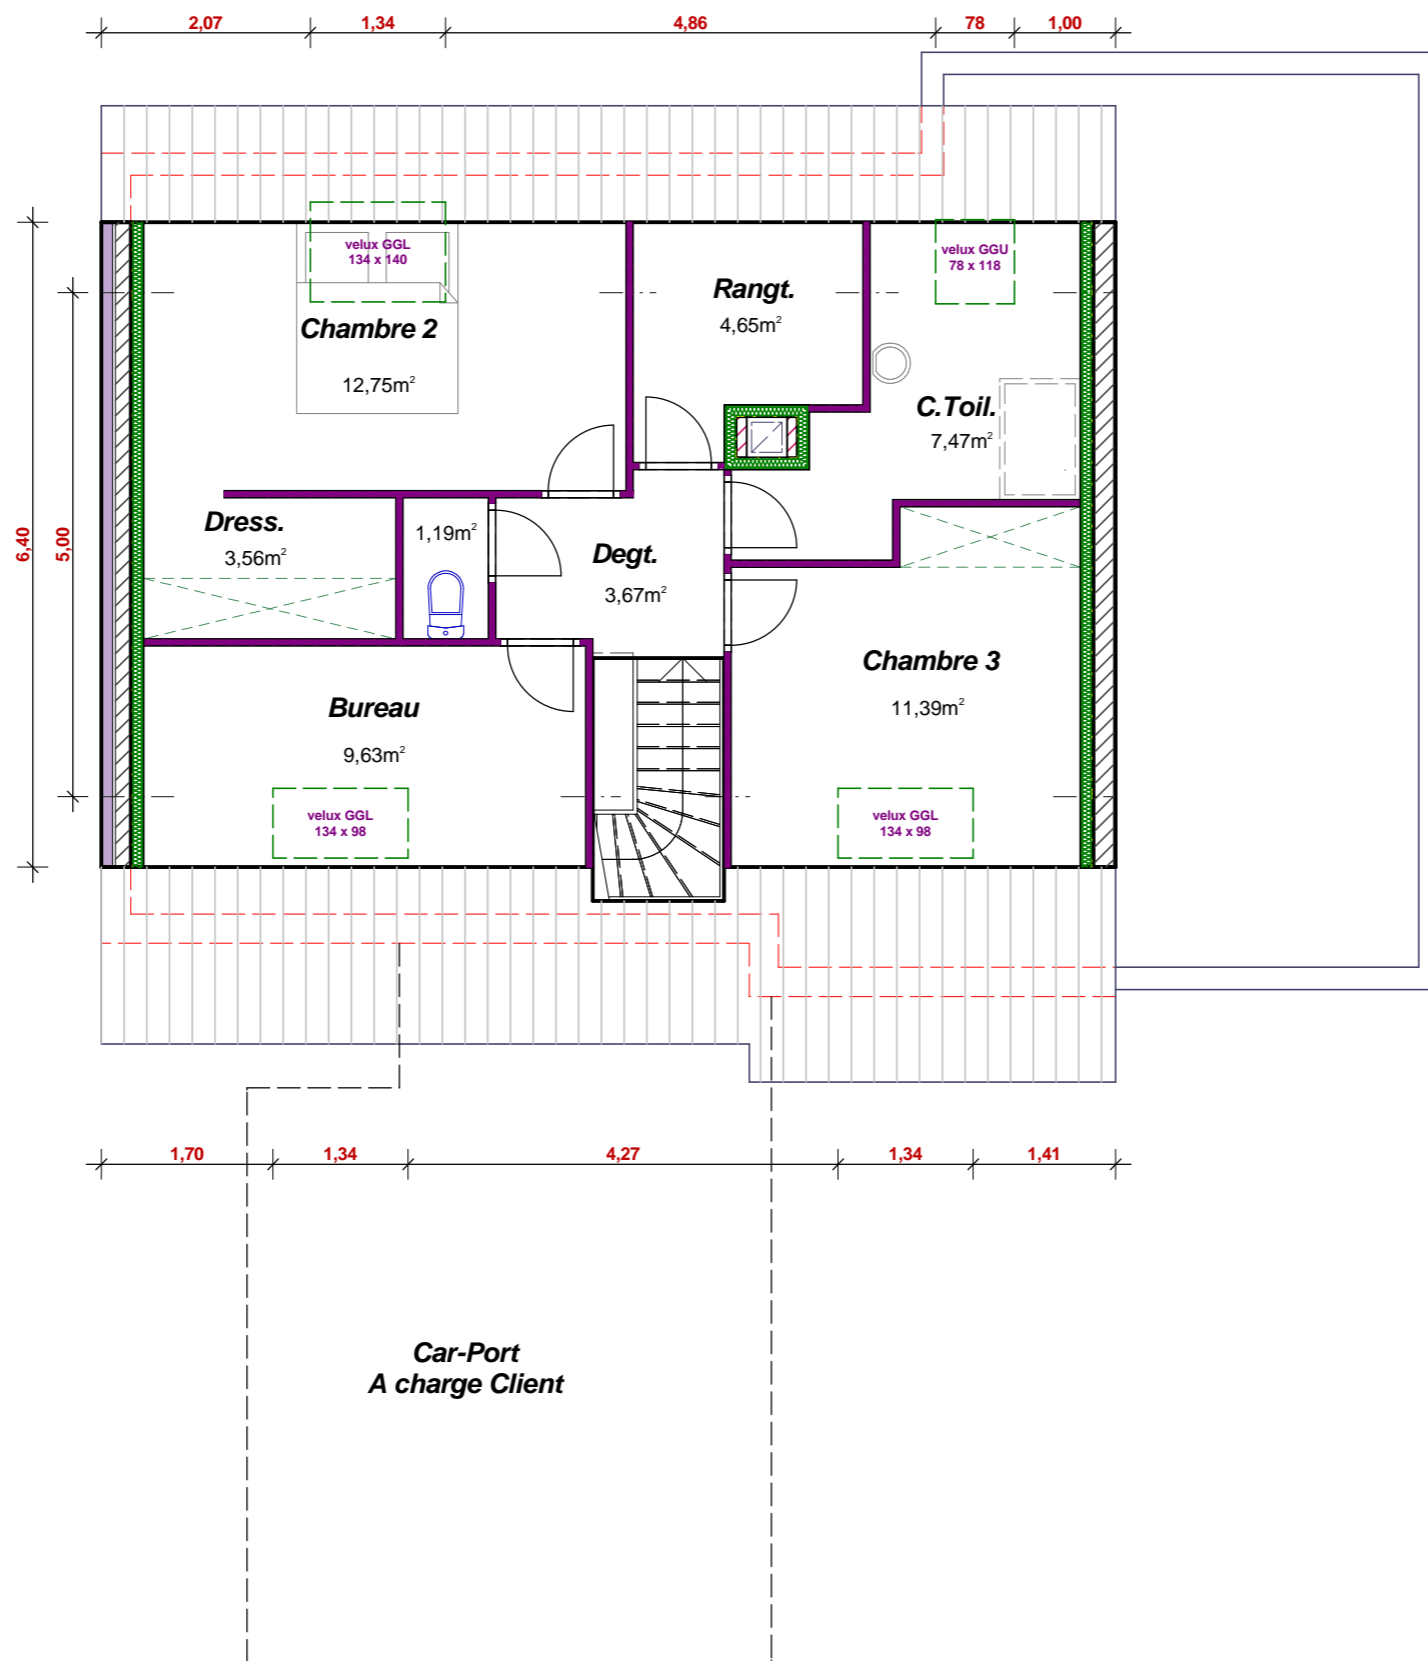 2,07
1,34
4,86
78
1,00
velux GGL
134 x 140
velux GGU
78 x 118
Rangt.
4,65m²
Chambre 2
12,75m²
C.Toil.
7,47m²
Dress.
3,56m²
1,19m²
Degt.
3,67m²
6,40
5,00
Chambre 3
11,39m²
Bureau
9,63m²
velux GGL
134 x 98
velux GGL
134 x 98
1,70
1,34
4,27
1,34
1,41
Car-Port
A charge Client